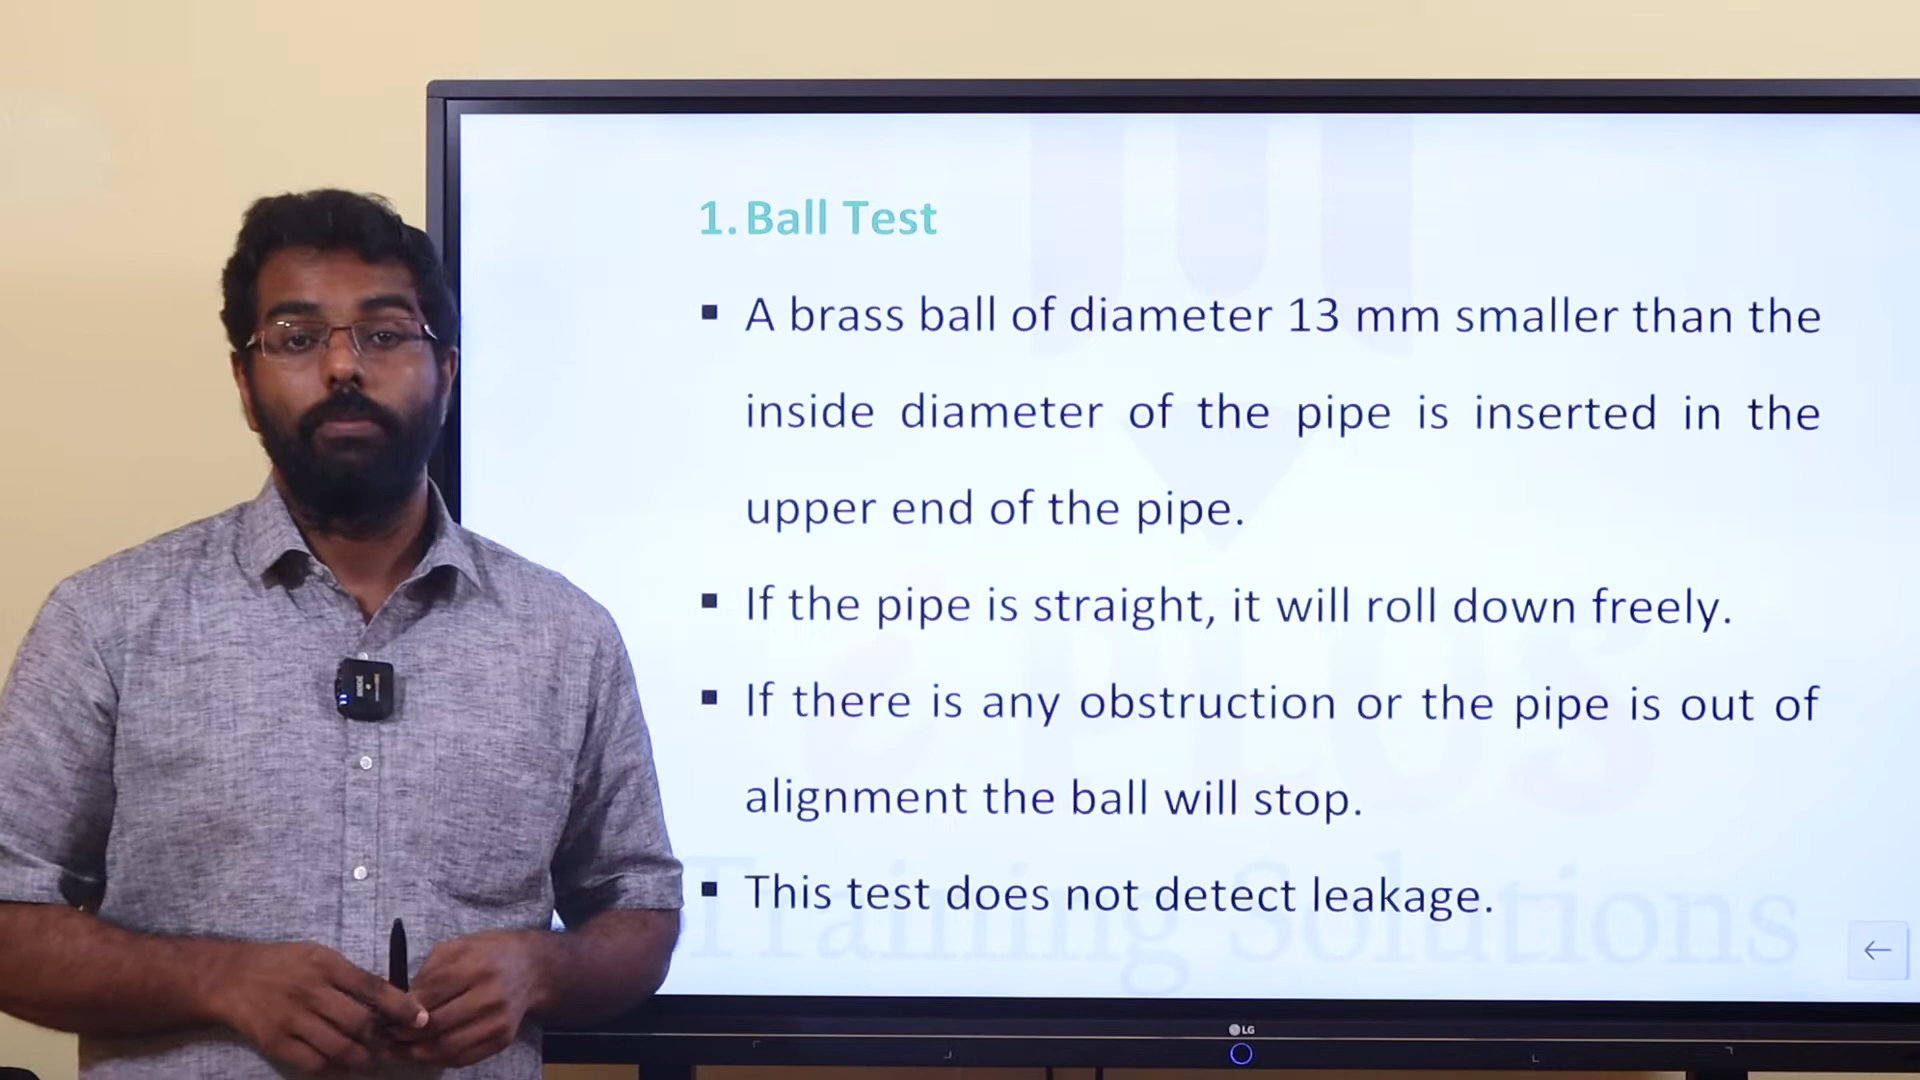 1. Ball Test
▪ A brass ball of diameter 13 mm smaller than the
inside diameter of the pipe is inserted in the
upper end of the pipe.
▪ If the pipe is straight, it will roll down freely.
▪ If there is any obstruction or the pipe is out of
alignment the ball will stop.
▪ This test does not detect leakage.
e PLUS
Training Solutions
LG